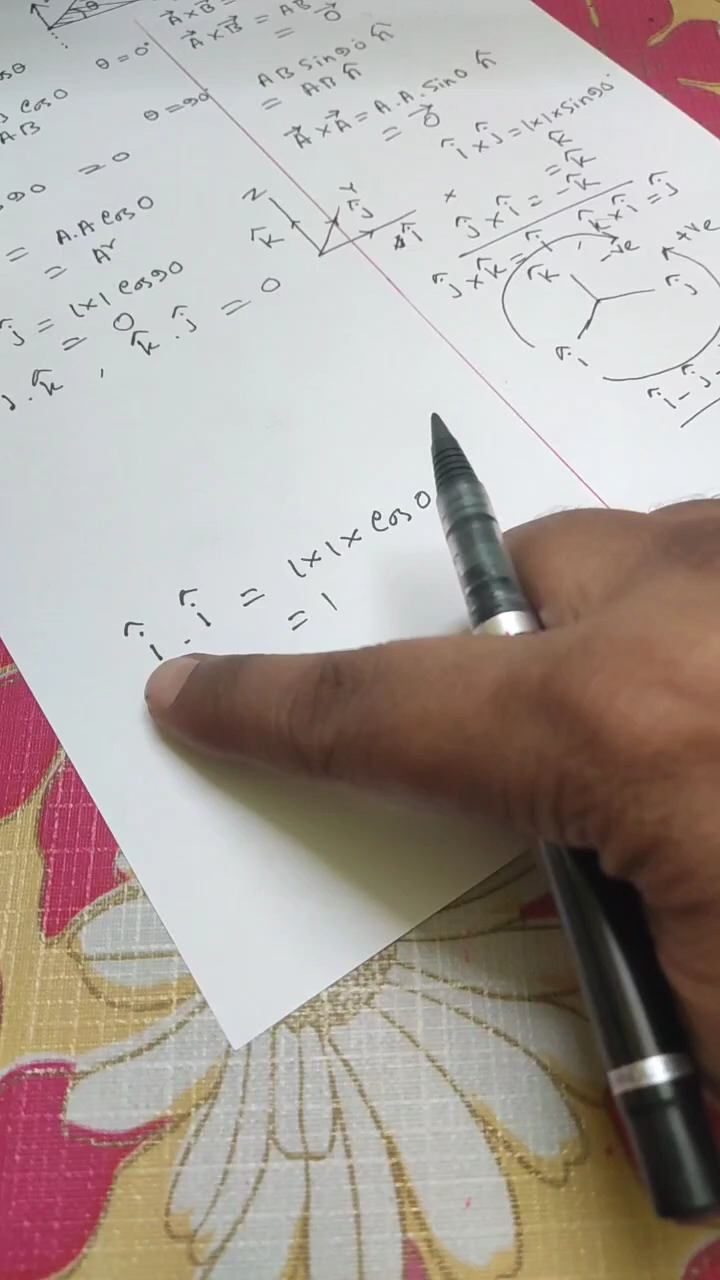 θ
A⃗ × B⃗ =
A⃗ × B⃗ = AB
= 0⃗
θ = 0°
cos0
AB
θ = 90°
AB sin90 n̂
= AB n̂
A⃗ × A⃗ = A.A.sin0 n̂
= 0⃗
= 0
= A.A cos0
= A²
ĵ = 1×1 cos90
= 0
. k̂ , k̂ . ĵ = 0
Z
Y
X
k̂
ĵ
î
î × ĵ = 1×1×sin90° k̂
= k̂
ĵ × î = -k̂
ĵ × k̂ = î , k̂ × î = ĵ
-ve
+ve
k̂
ĵ
î
î - ĵ -
î . î = 1×1× cos0
= 1